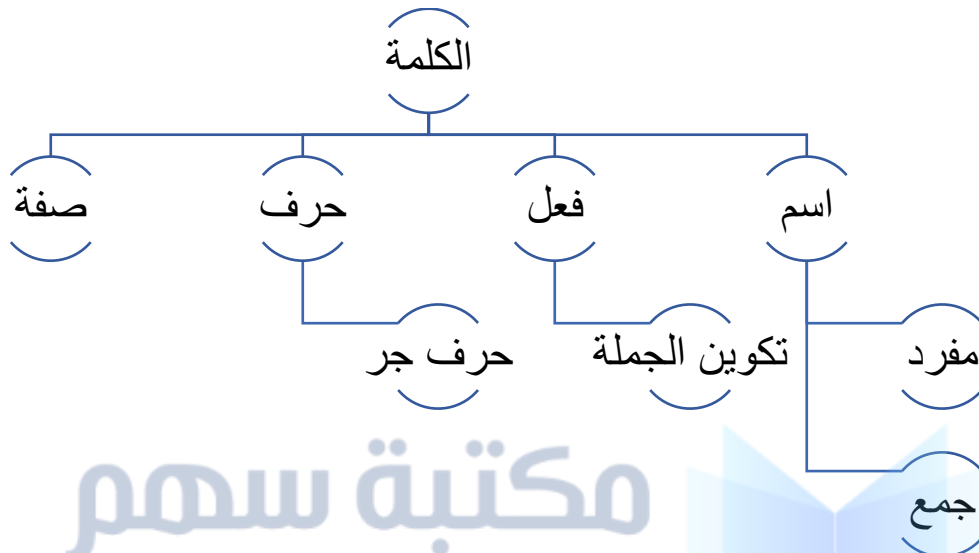 الكلمة
اسم
فعل
حرف
صفة
مفرد
تكوين الجملة
حرف جر
جمع
مكتبة سهم